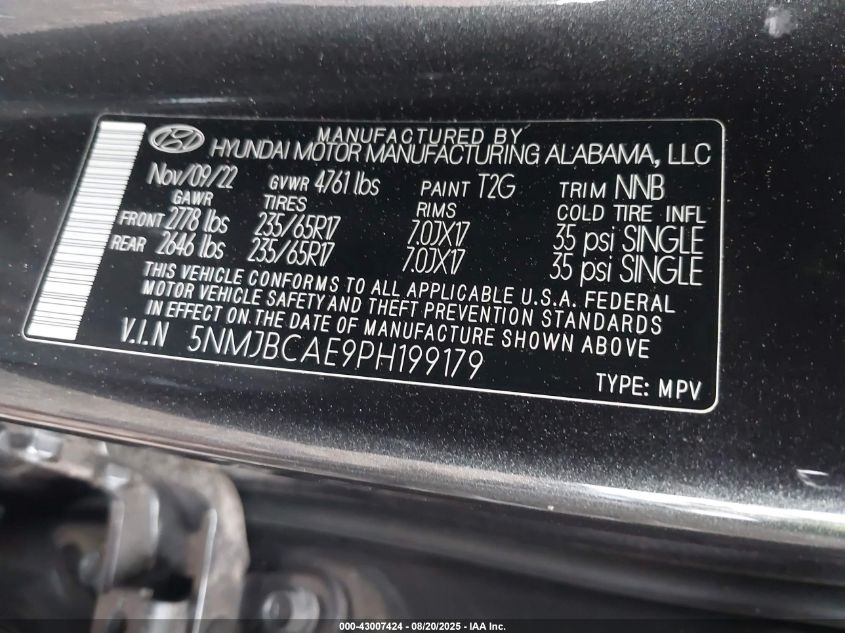 MANUFACTURED BY
HYUNDAI MOTOR MANUFACTURING ALABAMA, LLC
Nov/09/22 GVWR 4761 lbs PAINT T2G TRIM NNB
GAWR TIRES RIMS COLD TIRE INFL
FRONT 2778 lbs 235/65R17 7.0JX17 35 psi SINGLE
REAR 2646 lbs 235/65R17 7.0JX17 35 psi SINGLE
THIS VEHICLE CONFORMS TO ALL APPLICABLE U.S.A. FEDERAL
MOTOR VEHICLE SAFETY AND THEFT PREVENTION STANDARDS
IN EFFECT ON THE DATE OF MANUFACTURE SHOWN ABOVE
V.I.N 5NMJBCAE9PH199179
TYPE: MPV
000-43007424 - 08/20/2025 - IAA Inc.